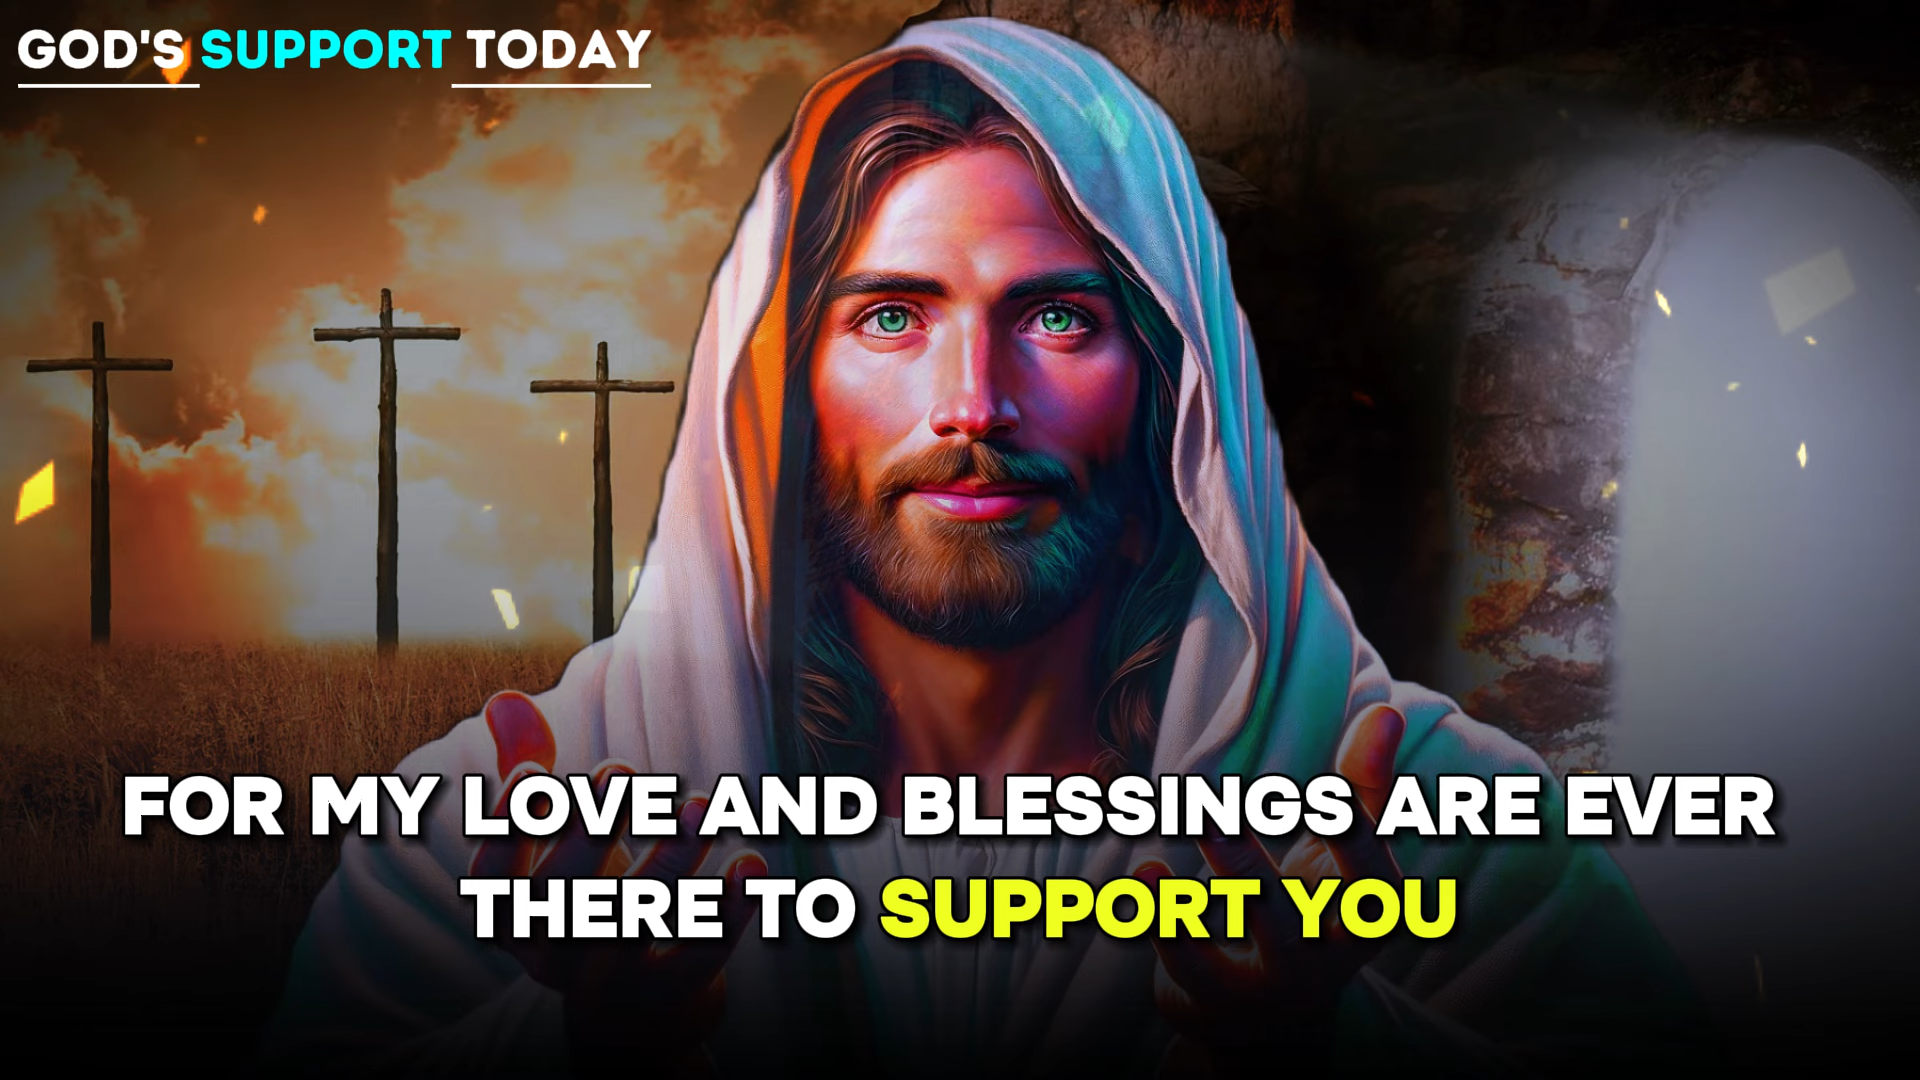 GOD'S SUPPORT TODAY
FOR MY LOVE AND BLESSINGS ARE EVER
THERE TO SUPPORT YOU